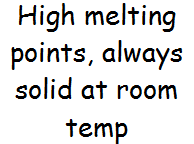 High melting
points, always
solid at room
temp